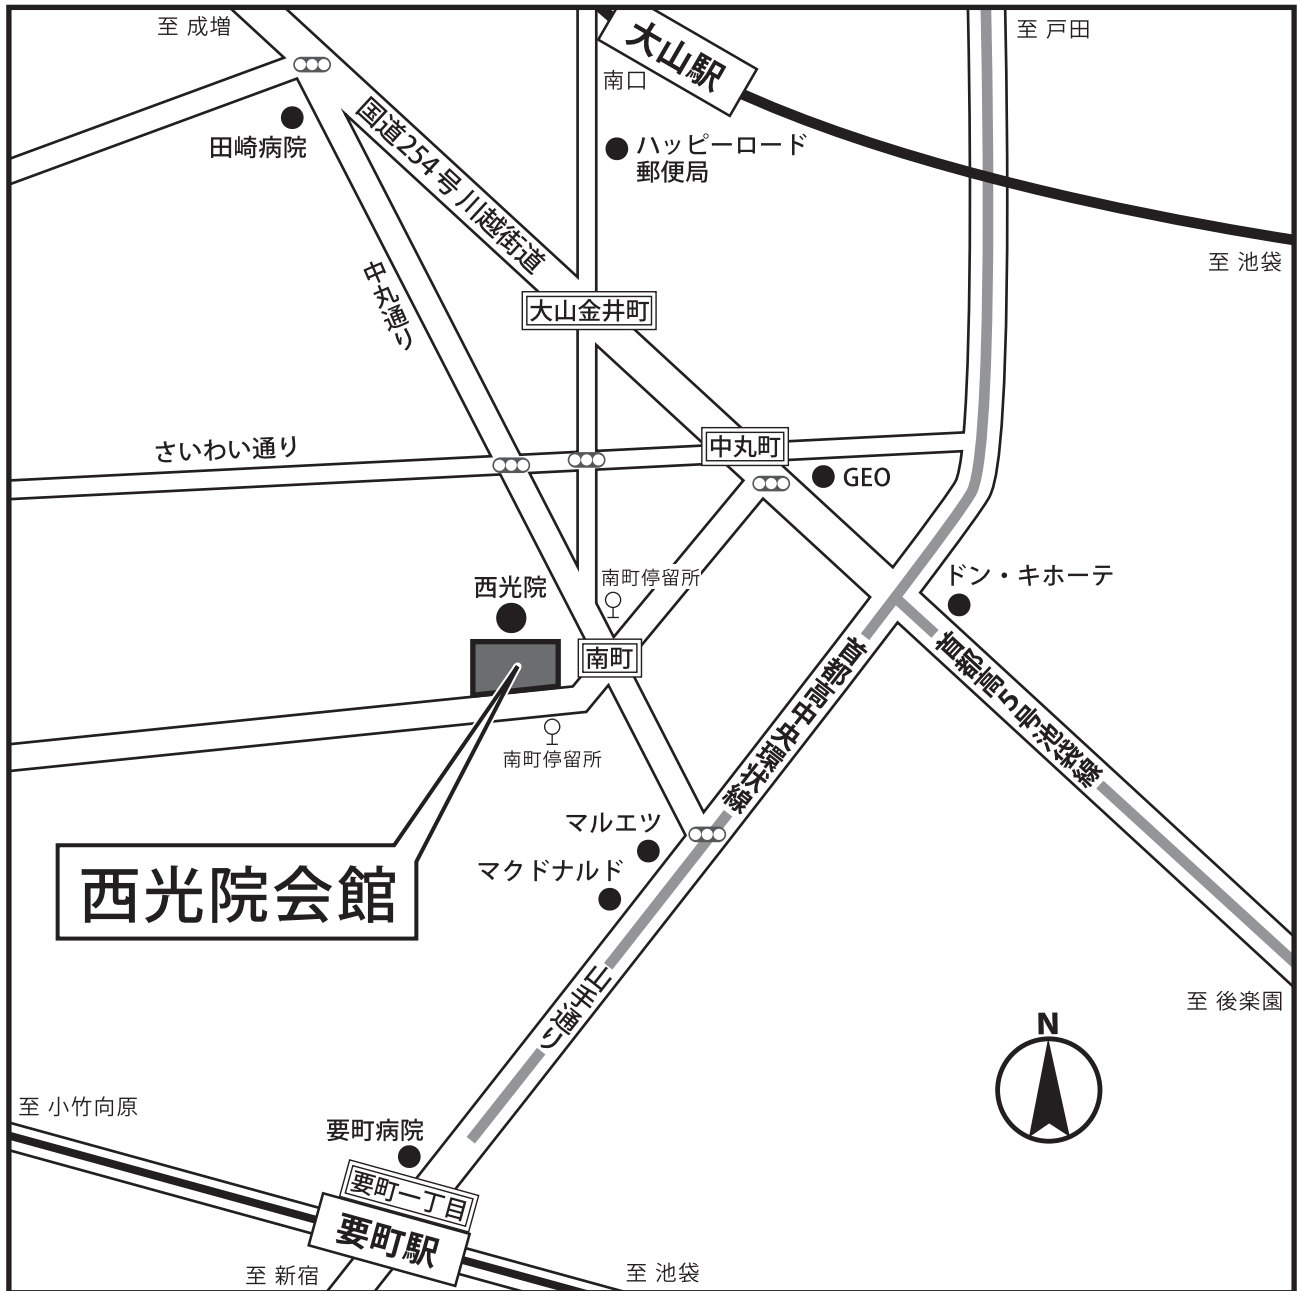 至 成増
大山駅
至 戸田
南口
国道254号 川越街道
田崎病院
ハッピーロード
郵便局
至 池袋
中丸通り
大山金井町
さいわい通り
中丸町
GEO
南町停留所
西光院
ドン・キホーテ
南町
首都高中央環状線
首都高5号池袋線
南町停留所
マルエツ
マクドナルド
西光院会館
山手通り
至 後楽園
N
至 小竹向原
要町病院
要町一丁目
要町駅
至 新宿
至 池袋